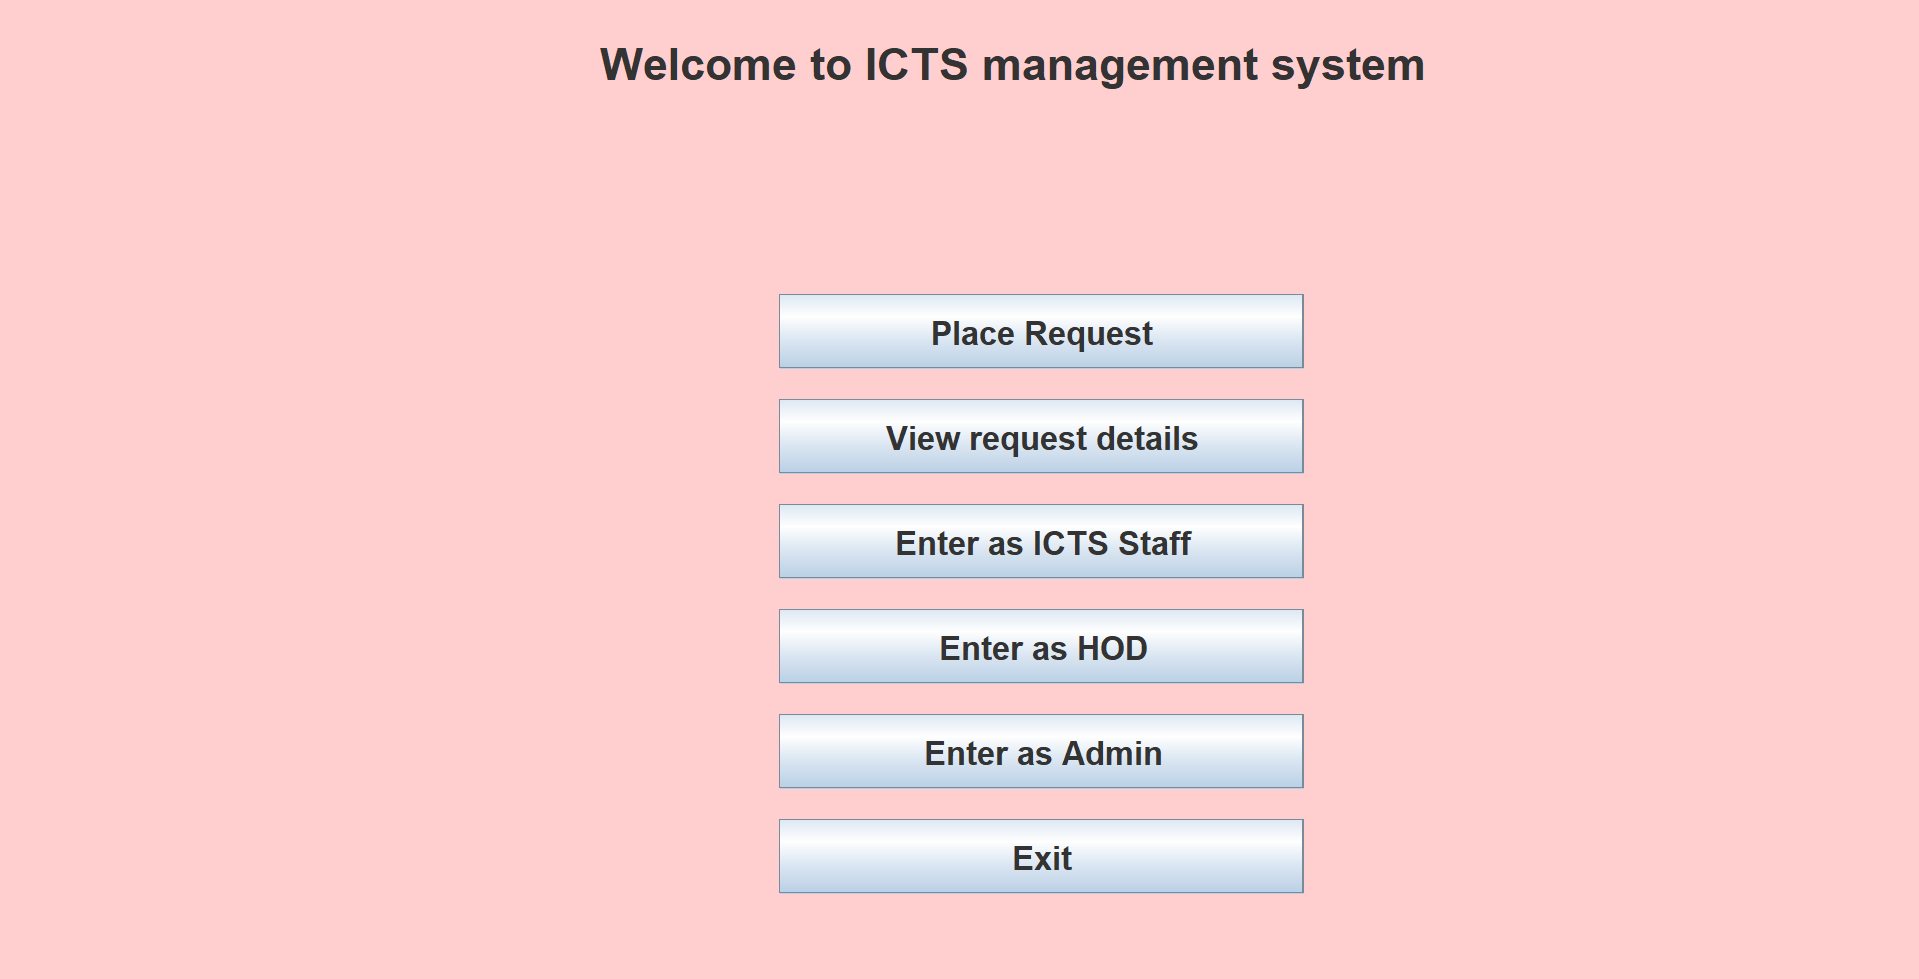 Welcome to ICTS management system
Place Request
View request details
Enter as ICTS Staff
Enter as HOD
Enter as Admin
Exit